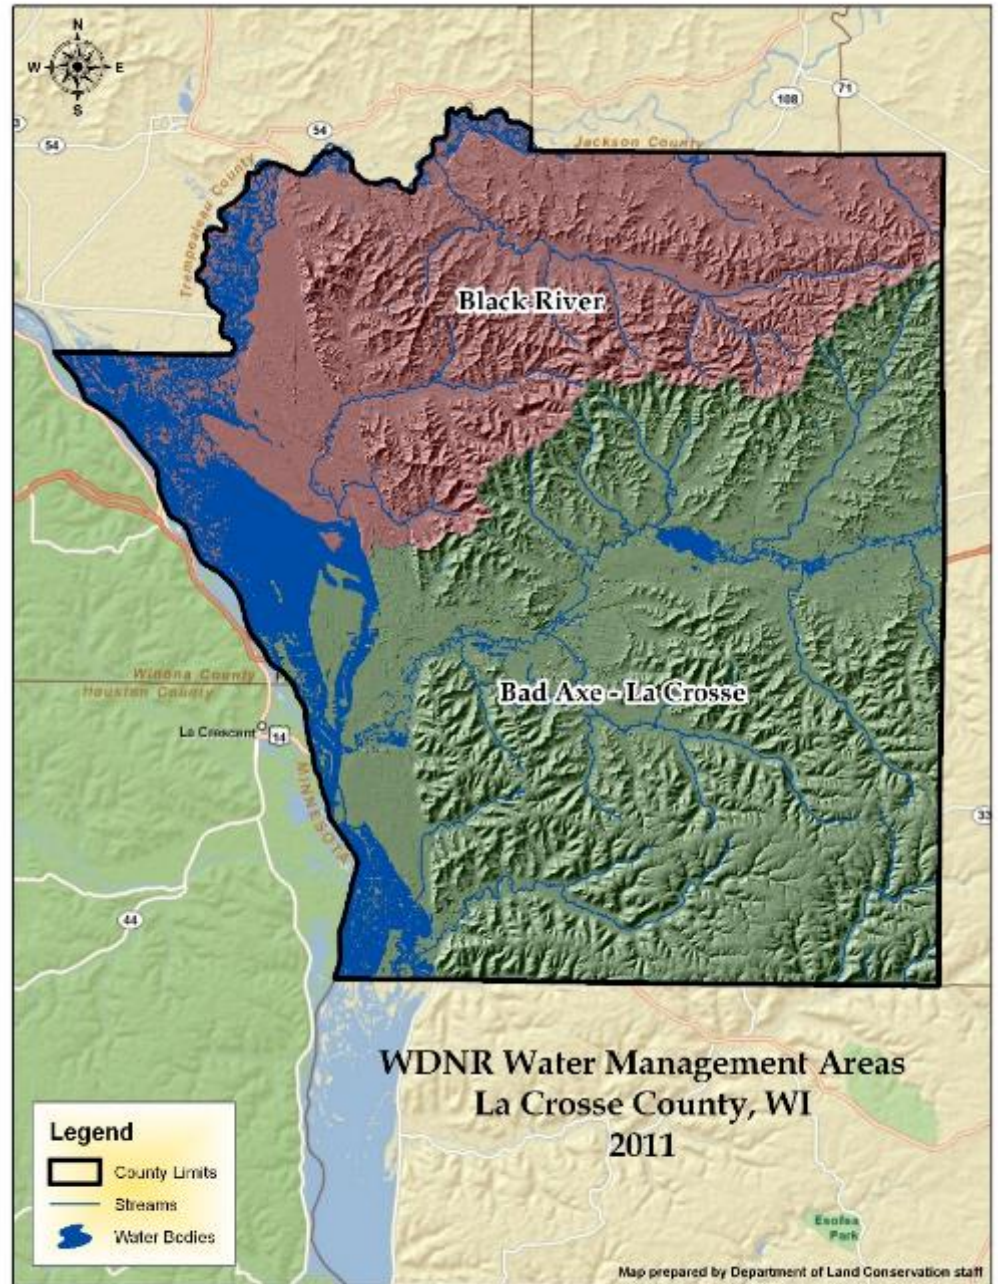 N
W E
S
3
54
54
108
71
Jackson County
Trempealeau County
Black River
Winona County
Houston County
La Crescent
14
MINNESOTA
Bad Axe - La Crosse
33
44
WDNR Water Management Areas
La Crosse County, WI
2011
Legend
County Limits
Streams
Water Bodies
Esofea
Park
Map prepared by Department of Land Conservation staff